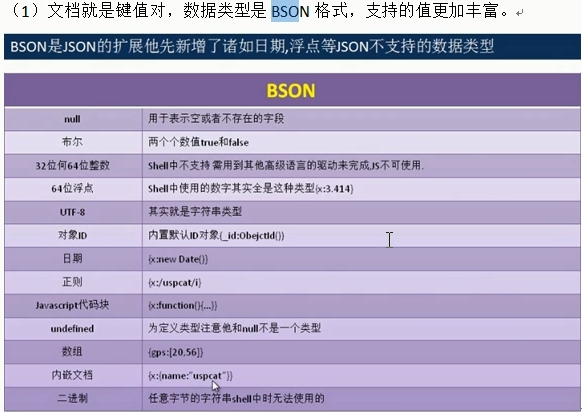 （1）文档就是键值对，数据类型是 BSON 格式，支持的值更加丰富。
BSON是JSON的扩展他先新增了诸如日期,浮点等JSON不支持的数据类型
BSON
null 用于表示空或者不存在的字段
布尔 两个个数值true和false
32位何64位整数 Shell中不支持需用到其他高级语言的驱动来完成,JS不可使用.
64位浮点 Shell中使用的数字其实全是这种类型{x:3.414}
UTF-8 其实就是字符串类型
对象ID 内置默认ID对象{_id:ObejctId()}
日期 {x:new Date()}
正则 {x:/uspcat/i}
Javascript代码块 {x:function(){…}}
undefined 为定义类型注意他和null不是一个类型
数组 {gps:[20,56]}
内嵌文档 {x:{name:"uspcat"}}
二进制 任意字节的字符串shell中时无法使用的